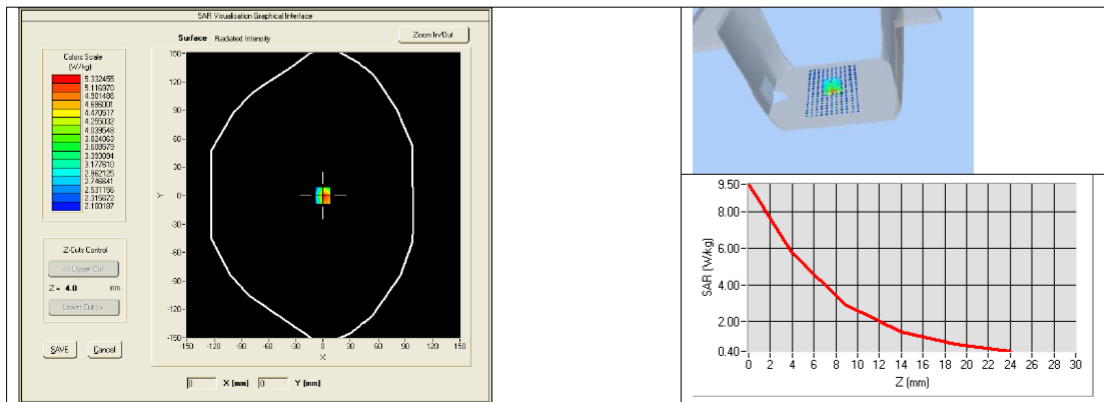 SAR Visualisation Graphical Interface
Surface Radiated Intensity
Zoom In/Out
Colors Scale
(W/kg)
5.332455
5.116970
4.901486
4.686001
4.470517
4.255032
4.039548
3.824063
3.608579
3.393094
3.177610
2.962125
2.746641
2.531156
2.315672
2.100187
Z-Cuts Control
<< Upper Cut
Z = 4.0 mm
Lower Cut >>
SAVE
Cancel
150-
120-
90-
60-
30-
0-
-30-
-60-
-90-
-120-
-150-
Y
-150 -120 -90 -60 -30 0 30 60 90 120 150
X
0 X (mm) 0 Y (mm)
9.50
8.00
6.00
4.00
2.00
0.40
SAR (W/kg)
0 2 4 6 8 10 12 14 16 18 20 22 24 26 28 30
Z (mm)